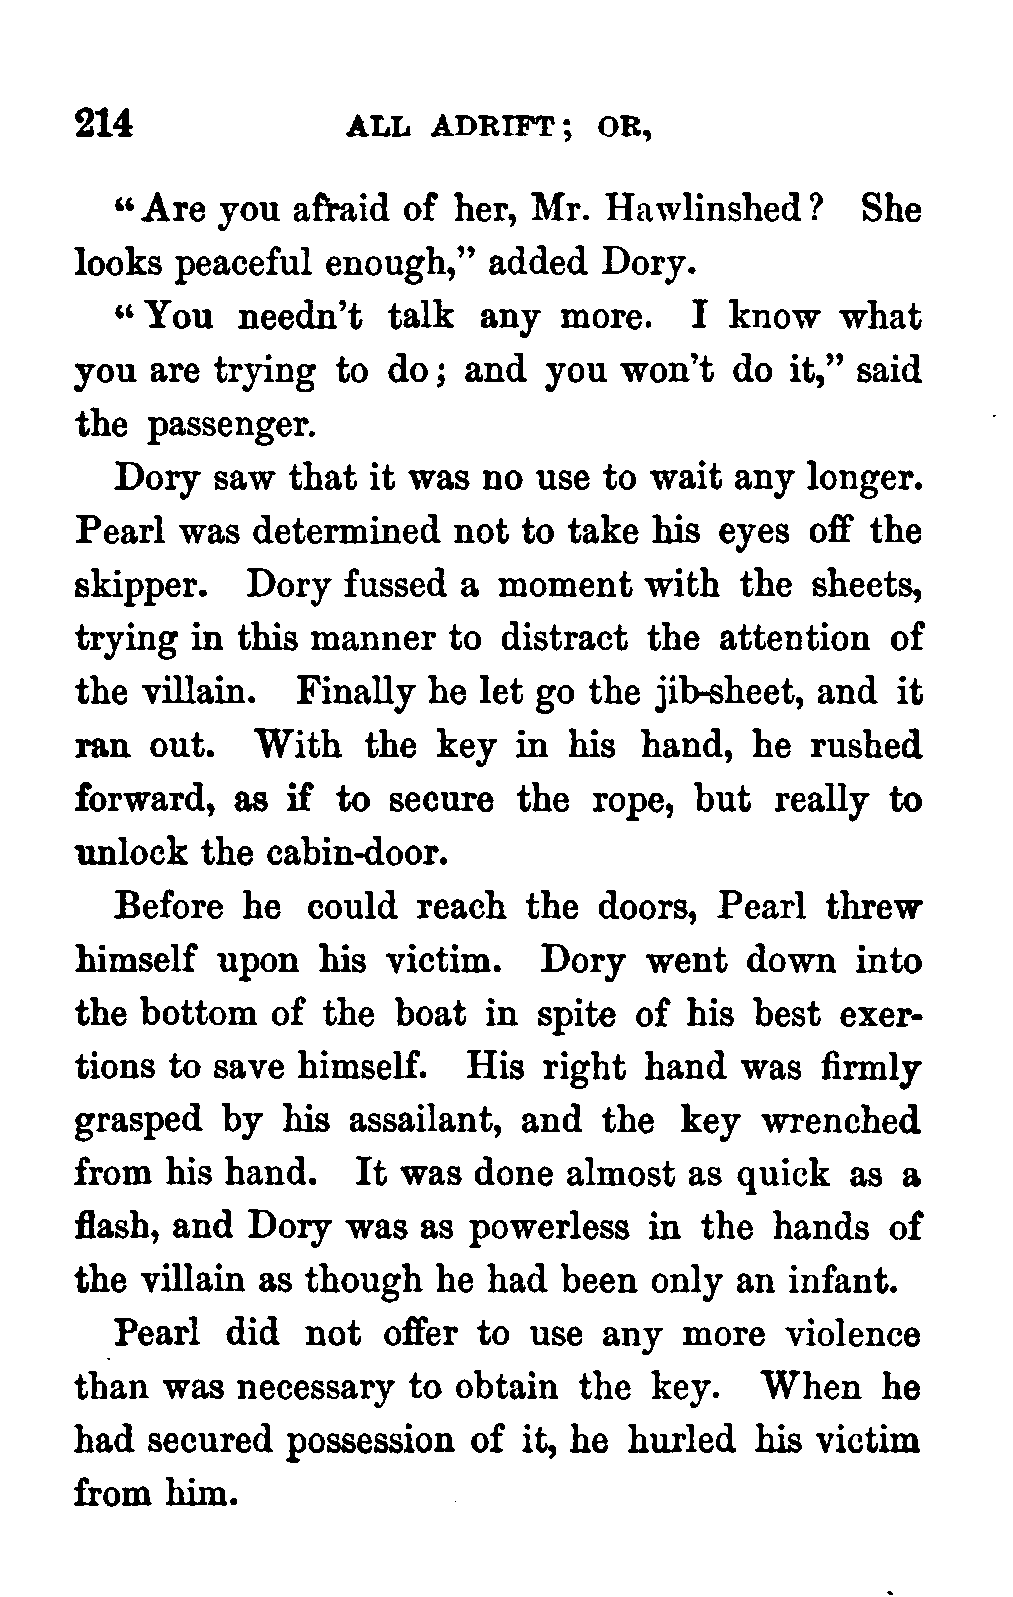 214 ALL ADRIFT; OR,
“Are you afraid of her, Mr. Hawlinshed? She
looks peaceful enough,” added Dory.
“You needn’t talk any more. I know what
you are trying to do; and you won’t do it,” said
the passenger.
Dory saw that it was no use to wait any longer.
Pearl was determined not to take his eyes off the
skipper. Dory fussed a moment with the sheets,
trying in this manner to distract the attention of
the villain. Finally he let go the jib-sheet, and it
ran out. With the key in his hand, he rushed
forward, as if to secure the rope, but really to
unlock the cabin-door.
Before he could reach the doors, Pearl threw
himself upon his victim. Dory went down into
the bottom of the boat in spite of his best exer-
tions to save himself. His right hand was firmly
grasped by his assailant, and the key wrenched
from his hand. It was done almost as quick as a
flash, and Dory was as powerless in the hands of
the villain as though he had been only an infant.
Pearl did not offer to use any more violence
than was necessary to obtain the key. When he
had secured possession of it, he hurled his victim
from him.